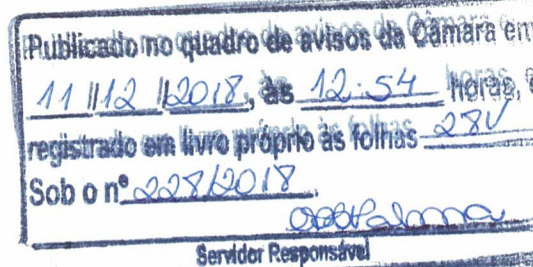 Publicado no quadro de avisos da Câmara em
11/12/2018, às 12:54 horas, e
registrado em livro próprio às folhas 28V
Sob o nº 228/2018.
Servidor Responsável